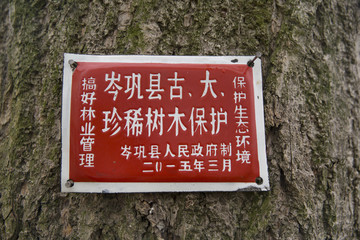 搞好林业管理
岑巩县古、大、
珍稀树木保护
岑巩县人民政府制
二〇一五年三月
保护生态环境